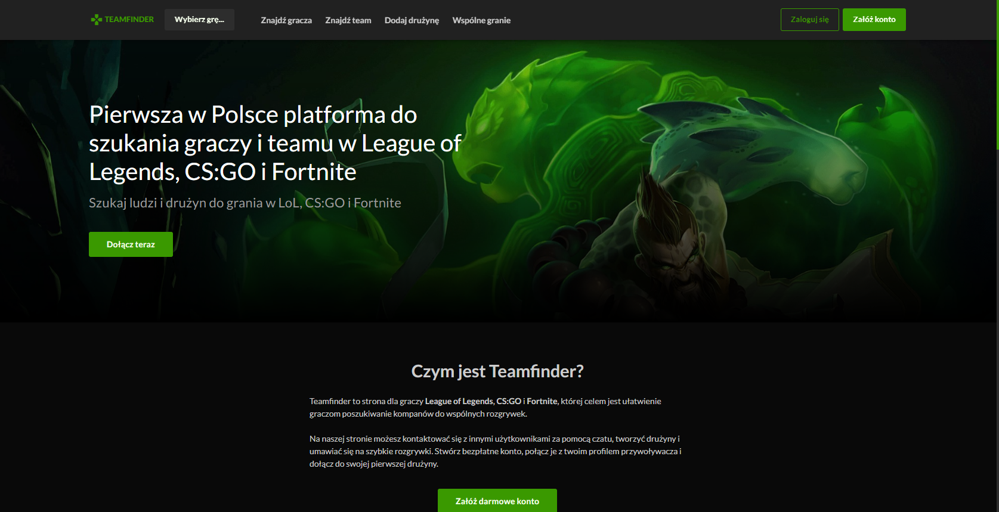 TEAMFINDER
Wybierz grę...
Znajdź gracza
Znajdź team
Dodaj drużynę
Wspólne granie
Zaloguj się
Załóż konto
Pierwsza w Polsce platforma do
szukania graczy i teamu w League of
Legends, CS:GO i Fortnite
Szukaj ludzi i drużyn do grania w LoL, CS:GO i Fortnite
Dołącz teraz
Czym jest Teamfinder?
Teamfinder to strona dla graczy League of Legends, CS:GO i Fortnite, której celem jest ułatwienie
graczom poszukiwanie kompanów do wspólnych rozgrywek.
Na naszej stronie możesz kontaktować się z innymi użytkownikami za pomocą czatu, tworzyć drużyny i
umawiać się na szybkie rozgrywki. Stwórz bezpłatne konto, połącz je z twoim profilem przywoływacza i
dołącz do swojej pierwszej drużyny.
Załóż darmowe konto